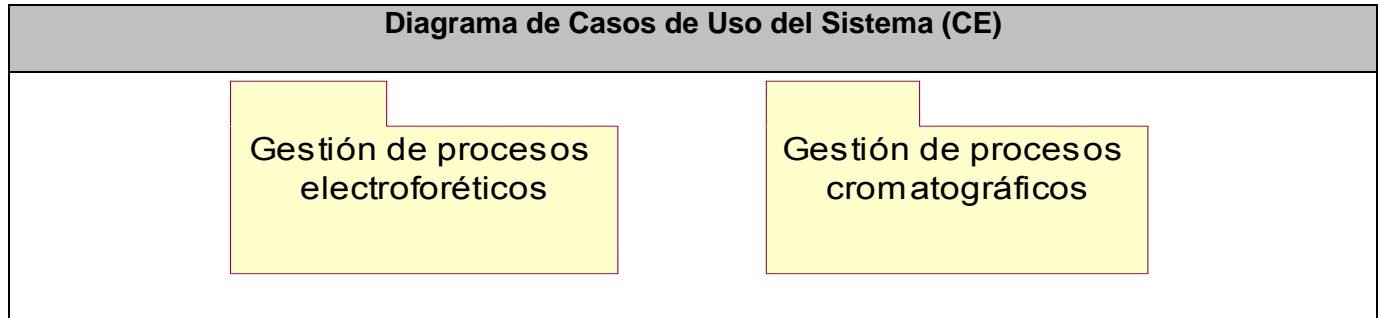 Diagrama de Casos de Uso del Sistema (CE)
Gestión de procesos
electroforéticos
Gestión de procesos
cromatográficos